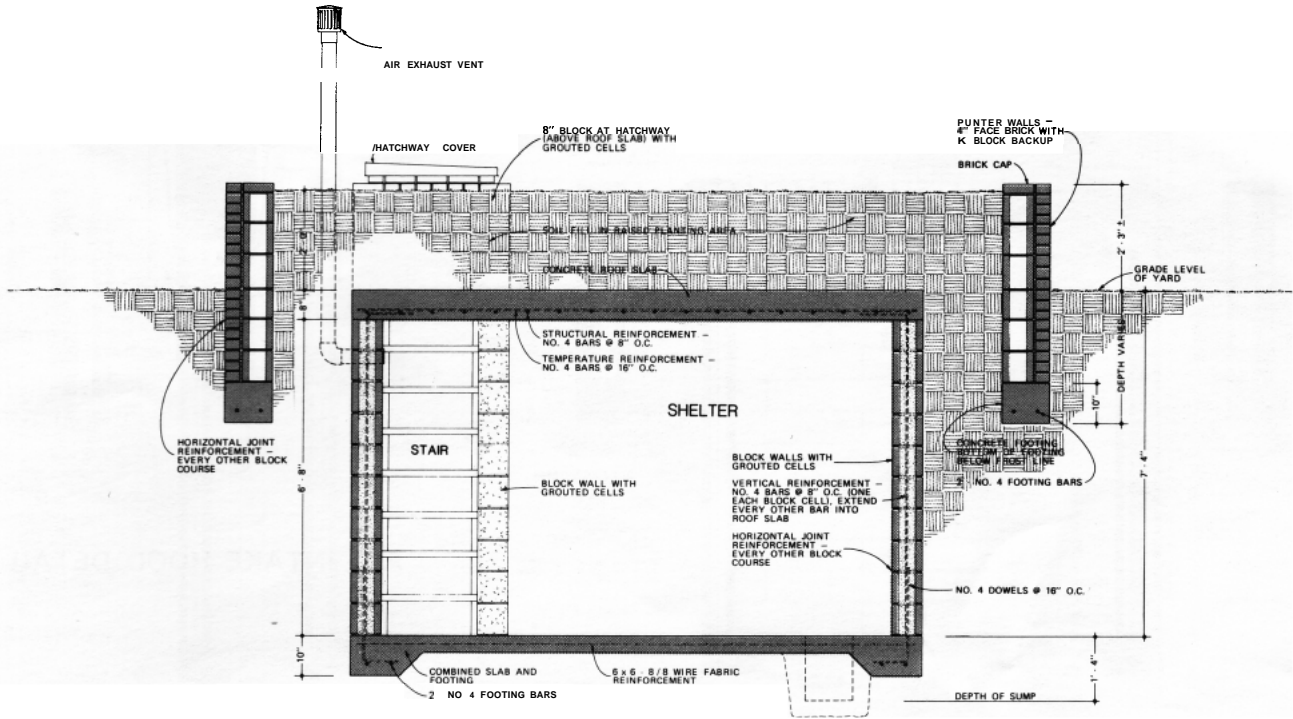 AIR EXHAUST VENT
/HATCHWAY COVER
8" BLOCK AT HATCHWAY
(ABOVE ROOF SLAB) WITH
GROUTED CELLS
PUNTER WALLS –
4" FACE BRICK WITH
K BLOCK BACKUP
BRICK CAP
SOIL FILL IN RAISED PLANTING AREA
CONCRETE ROOF SLAB
GRADE LEVEL
OF YARD
2'· 0"
8"
6'· 8"
10"
STRUCTURAL REINFORCEMENT –
NO. 4 BARS @ 8" O.C.
TEMPERATURE REINFORCEMENT –
NO. 4 BARS @ 16" O.C.
SHELTER
STAIR
HORIZONTAL JOINT
REINFORCEMENT –
EVERY OTHER BLOCK
COURSE
BLOCK WALL WITH
GROUTED CELLS
BLOCK WALLS WITH
GROUTED CELLS
VERTICAL REINFORCEMENT –
NO. 4 BARS @ 8" O.C. (ONE
EACH BLOCK CELL), EXTEND
EVERY OTHER BAR INTO
ROOF SLAB
HORIZONTAL JOINT
REINFORCEMENT –
EVERY OTHER BLOCK
COURSE
CONCRETE FOOTING
BOTTOM OF FOOTING
BELOW FROST LINE
NO. 4 FOOTING BARS
2'· 3" ±
DEPTH VARIES
10"
7'· 4"
NO. 4 DOWELS @ 16" O.C.
COMBINED SLAB AND
FOOTING
2 NO 4 FOOTING BARS
6 x 6 · 8/8 WIRE FABRIC
REINFORCEMENT
DEPTH OF SUMP
1'· 4"